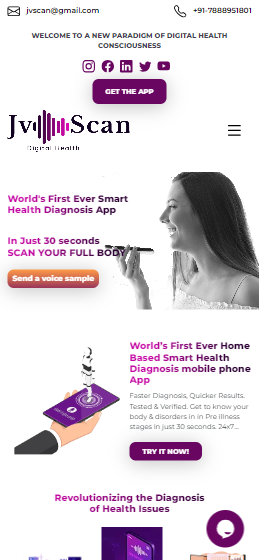 jvscan@gmail.com
+91-7888951801
WELCOME TO A NEW PARADIGM OF DIGITAL HEALTH
CONSCIOUSNESS
GET THE APP
Jv Scan
Digital Health
World's First Ever Smart
Health Diagnosis App
In Just 30 seconds
SCAN YOUR FULL BODY
Send a voice sample
World's First Ever Home
Based Smart Health
Diagnosis mobile phone
App
Faster Diagnosis, Quicker Results.
Tested & Verified. Get to know your
body & disorders in in Pre illness
stages in just 30 seconds. 24x7...
TRY IT NOW!
Revolutionizing the Diagnosis
of Health Issues